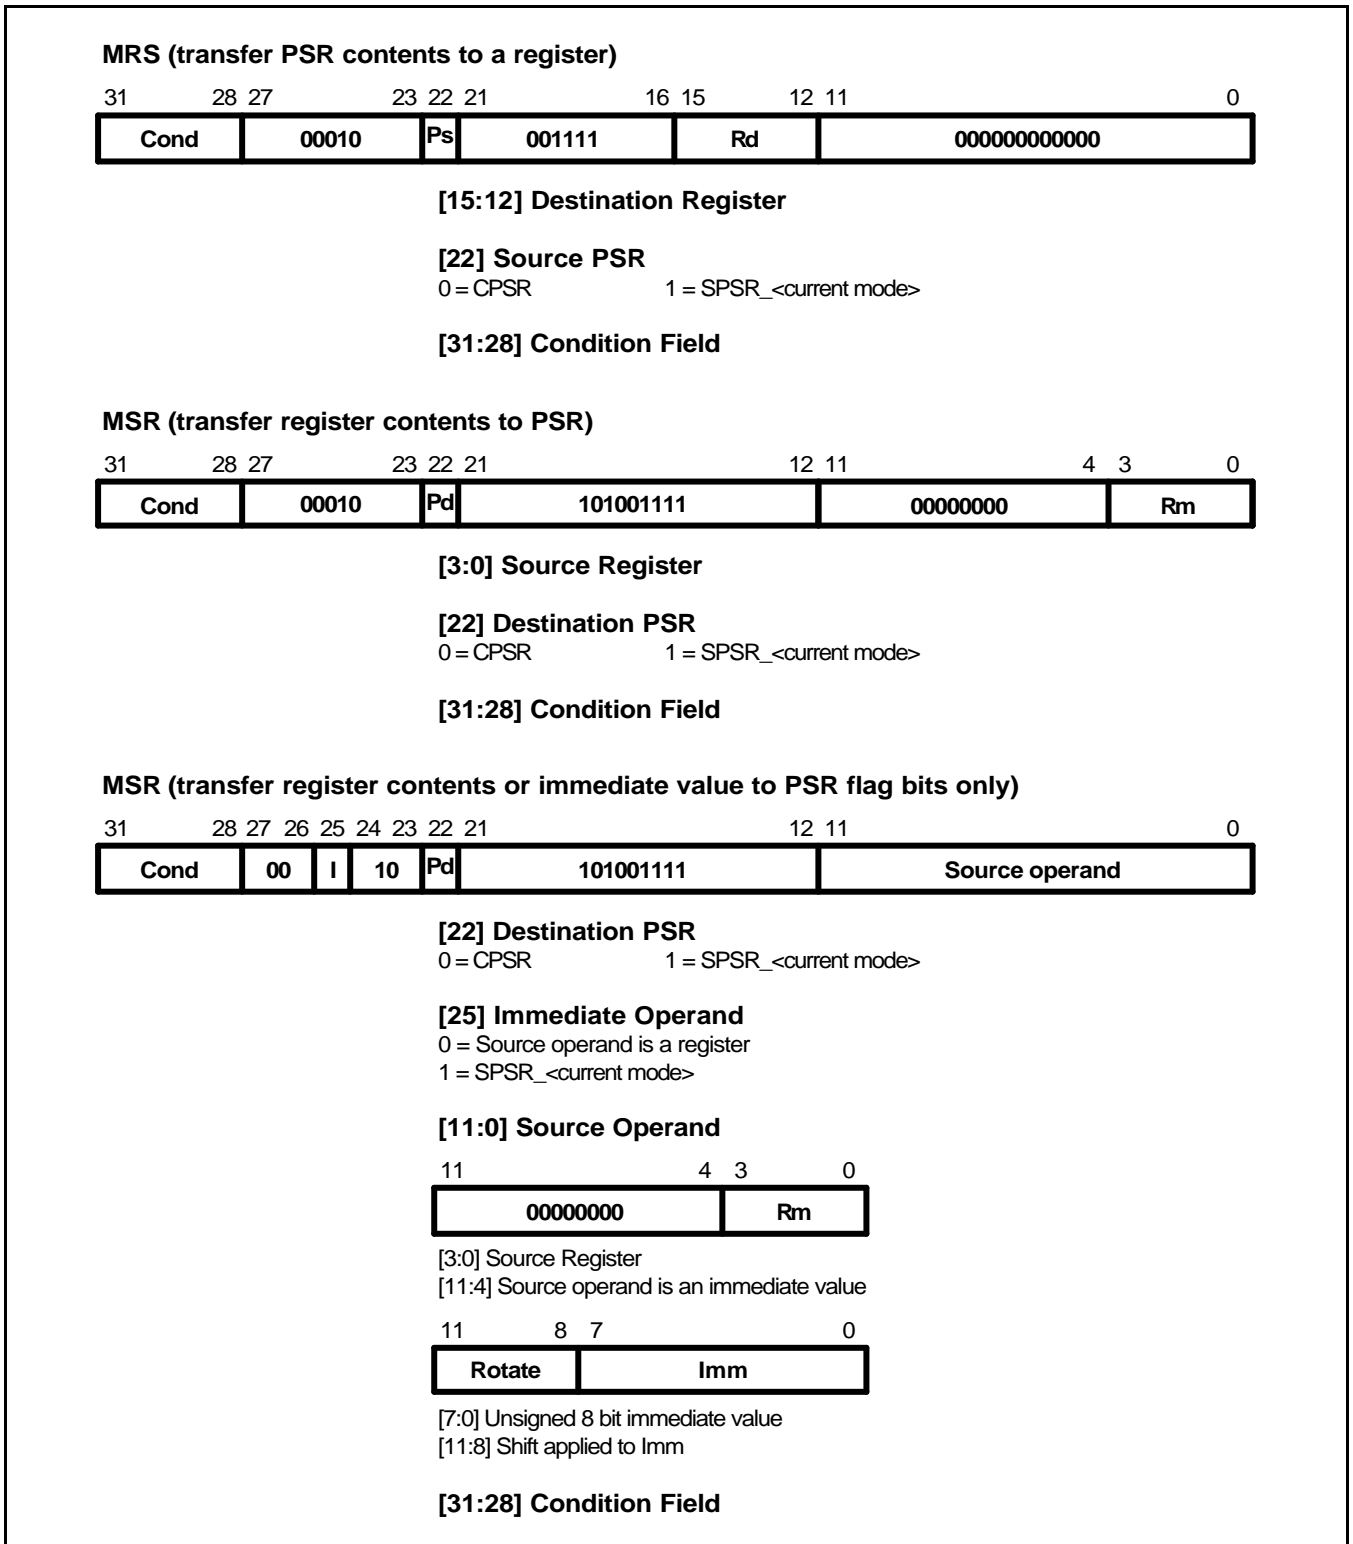 MRS (transfer PSR contents to a register)
31 28 27 23 22 21 16 15 12 11 0
Cond 00010 Ps 001111 Rd 000000000000
[15:12] Destination Register
[22] Source PSR
0 = CPSR 1 = SPSR_<current mode>
[31:28] Condition Field
MSR (transfer register contents to PSR)
31 28 27 23 22 21 12 11 4 3 0
Cond 00010 Pd 101001111 00000000 Rm
[3:0] Source Register
[22] Destination PSR
0 = CPSR 1 = SPSR_<current mode>
[31:28] Condition Field
MSR (transfer register contents or immediate value to PSR flag bits only)
31 28 27 26 25 24 23 22 21 12 11 0
Cond 00 I 10 Pd 101001111 Source operand
[22] Destination PSR
0 = CPSR 1 = SPSR_<current mode>
[25] Immediate Operand
0 = Source operand is a register
1 = SPSR_<current mode>
[11:0] Source Operand
11 4 3 0
00000000 Rm
[3:0] Source Register
[11:4] Source operand is an immediate value
11 8 7 0
Rotate Imm
[7:0] Unsigned 8 bit immediate value
[11:8] Shift applied to Imm
[31:28] Condition Field